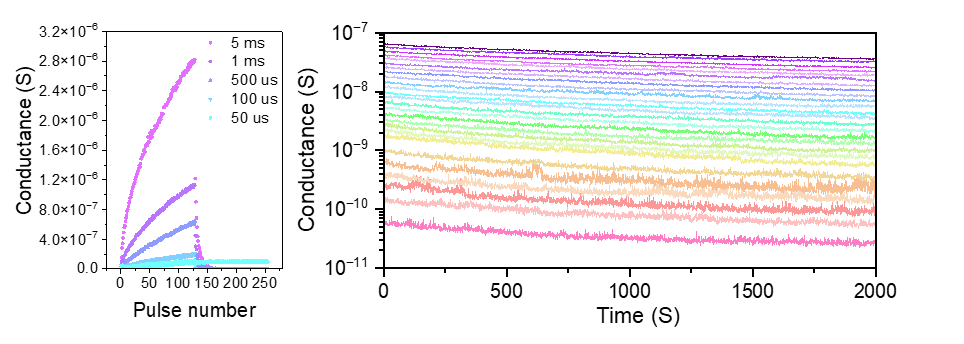 3.2×10⁻⁶
2.8×10⁻⁶
2.4×10⁻⁶
2.0×10⁻⁶
1.6×10⁻⁶
1.2×10⁻⁶
8.0×10⁻⁷
4.0×10⁻⁷
0.0
Conductance (S)
0 50 100 150 200 250
Pulse number
5 ms
1 ms
500 us
100 us
50 us
10⁻⁷
10⁻⁸
10⁻⁹
10⁻¹⁰
10⁻¹¹
Conductance (S)
0 500 1000 1500 2000
Time (S)